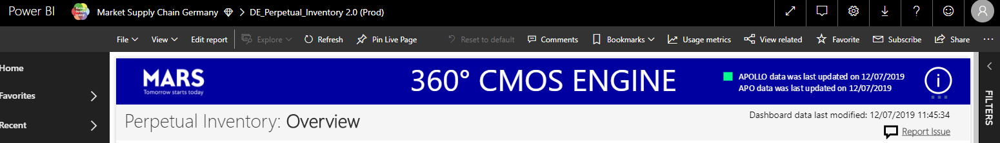 Power BI Market Supply Chain Germany > DE_Perpetual_Inventory 2.0 (Prod) ?
File View Edit report Explore Refresh Pin Live Page Reset to default Comments Bookmarks Usage metrics View related Favorite Subscribe Share ...
Home
Favorites
Recent
MARS
Tomorrow starts today
360° CMOS ENGINE
APOLLO data was last updated on 12/07/2019
APO data was last updated on 12/07/2019
i
FILTERS
Perpetual Inventory: Overview
Dashboard data last modified: 12/07/2019 11:45:34
Report Issue